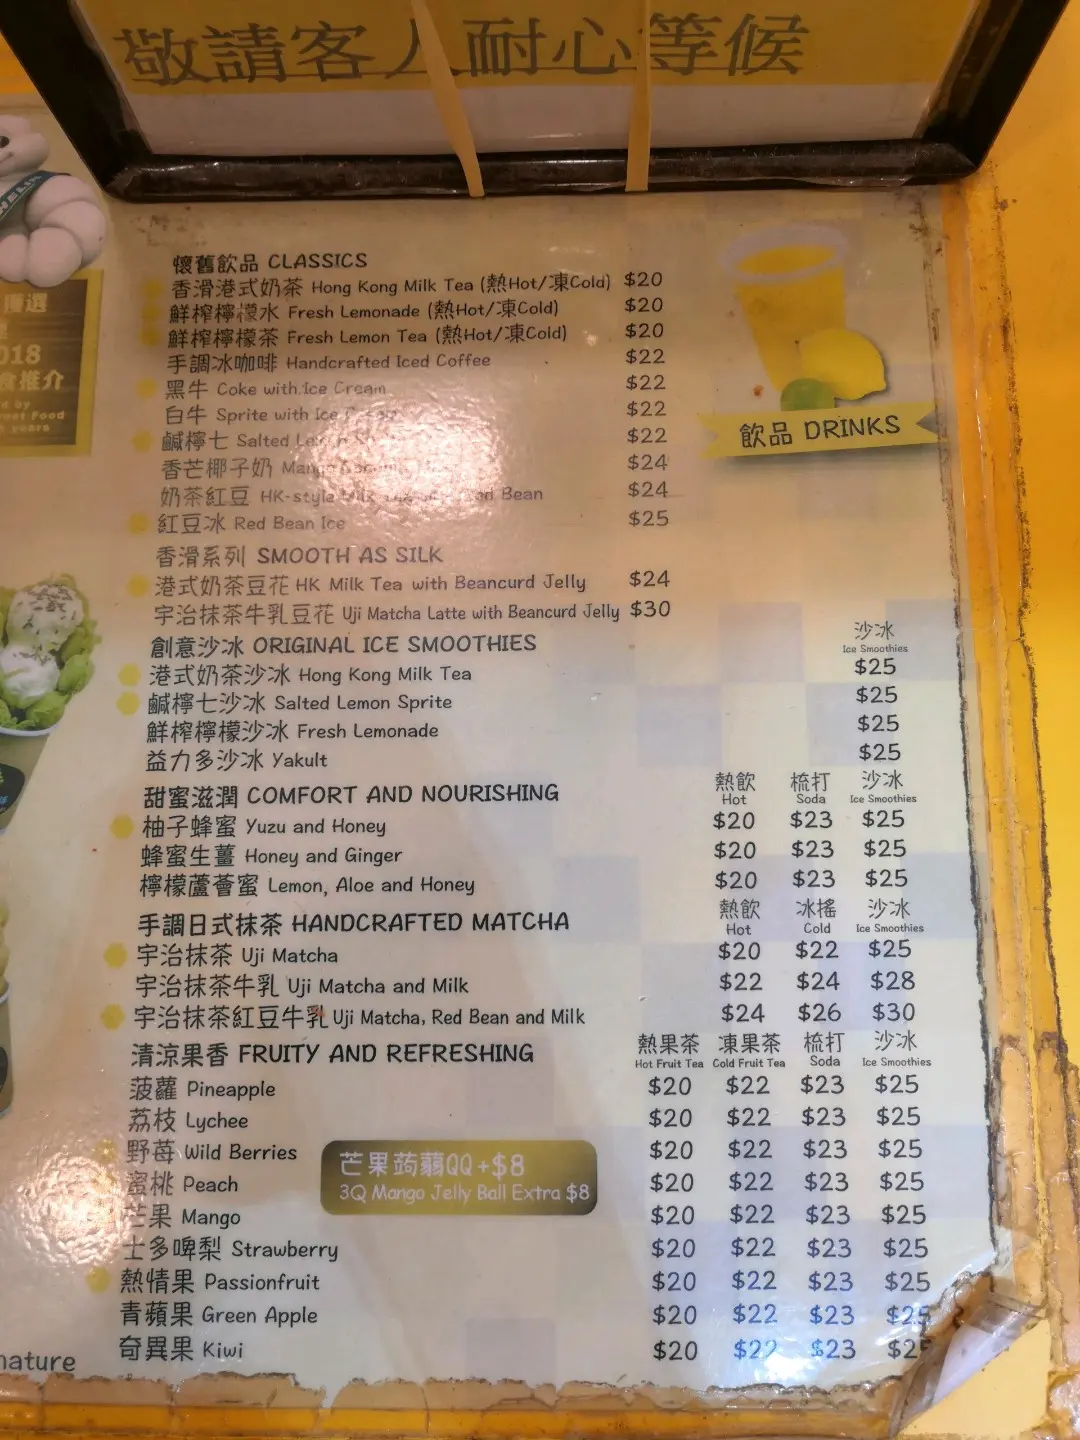 敬請客人耐心等候
2018
食推介
懷舊飲品 CLASSICS
香滑港式奶茶 Hong Kong Milk Tea (熱Hot/凍Cold) $20
鮮榨檸檬水 Fresh Lemonade (熱Hot/凍Cold) $20
鮮榨檸檬茶 Fresh Lemon Tea (熱Hot/凍Cold) $20
手調冰咖啡 Handcrafted Iced Coffee $22
黑牛 Coke with Ice Cream $22
白牛 Sprite with Ice Cream $22
鹹檸七 Salted $22
香芒椰子奶 Mango $24
奶茶紅豆 HK-style Milk Bean $24
紅豆冰 Red Bean Ice $25
飲品 DRINKS
香滑系列 SMOOTH AS SILK
港式奶茶豆花 HK Milk Tea with Beancurd Jelly $24
宇治抹茶牛乳豆花 Uji Matcha Latte with Beancurd Jelly $30
創意沙冰 ORIGINAL ICE SMOOTHIES 沙冰
Ice Smoothies
港式奶茶沙冰 Hong Kong Milk Tea $25
鹹檸七沙冰 Salted Lemon Sprite $25
鮮榨檸檬沙冰 Fresh Lemonade $25
益力多沙冰 Yakult $25
甜蜜滋潤 COMFORT AND NOURISHING 熱飲 梳打 沙冰
Hot Soda Ice Smoothies
柚子蜂蜜 Yuzu and Honey $20 $23 $25
蜂蜜生薑 Honey and Ginger $20 $23 $25
檸檬蘆薈蜜 Lemon, Aloe and Honey $20 $23 $25
手調日式抹茶 HANDCRAFTED MATCHA 熱飲 冰搖 沙冰
Hot Cold Ice Smoothies
宇治抹茶 Uji Matcha $20 $22 $25
宇治抹茶牛乳 Uji Matcha and Milk $22 $24 $28
宇治抹茶紅豆牛乳 Uji Matcha, Red Bean and Milk $24 $26 $30
清涼果香 FRUITY AND REFRESHING 熱果茶 凍果茶 梳打 沙冰
Hot Fruit Tea Cold Fruit Tea Soda Ice Smoothies
菠蘿 Pineapple $20 $22 $23 $25
荔枝 Lychee $20 $22 $23 $25
野苺 Wild Berries $20 $22 $23 $25
蜜桃 Peach $20 $22 $23 $25
芒果 Mango $20 $22 $23 $25
士多啤梨 Strawberry $20 $22 $23 $25
熱情果 Passionfruit $20 $22 $23 $25
青蘋果 Green Apple $20 $22 $23 $25
奇異果 Kiwi $20 $22 $23 $25
芒果蒟蒻QQ +$8
3Q Mango Jelly Ball Extra $8